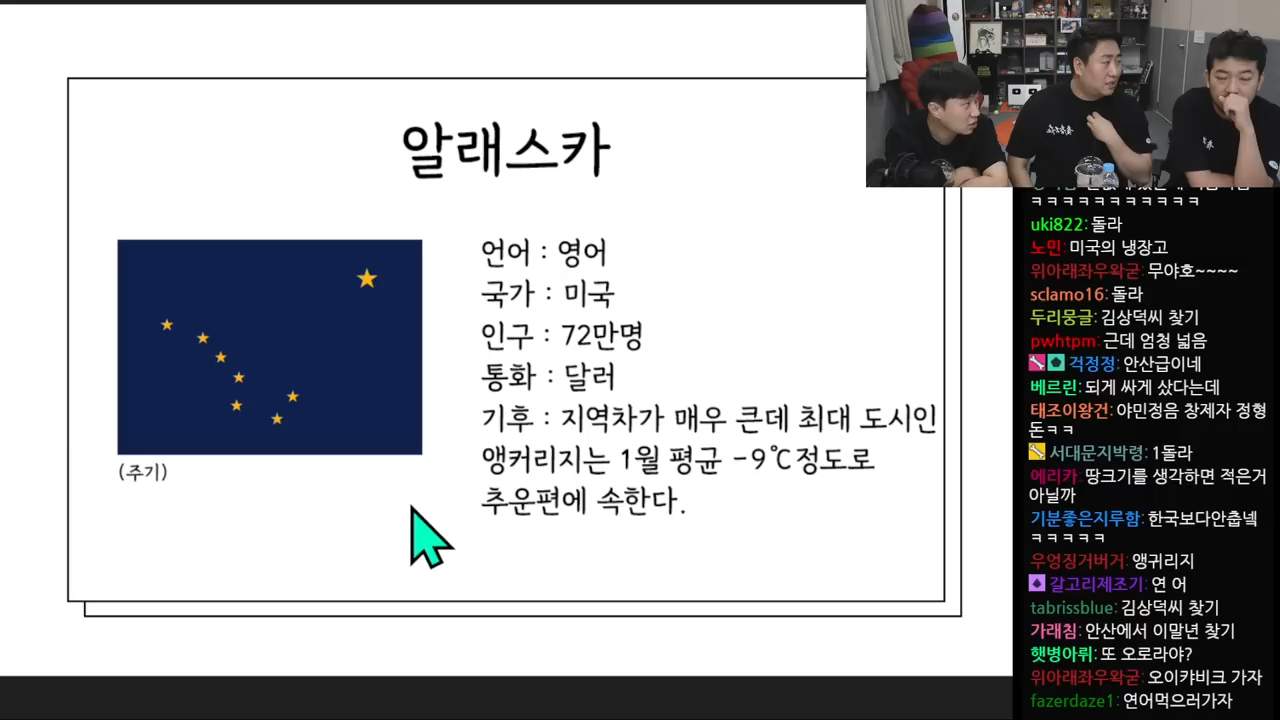 알래스카
언어 : 영어
국가 : 미국
인구 : 72만명
통화 : 달러
기후 : 지역차가 매우 큰데 최대 도시인
앵커리지는 1월 평균 -9℃정도로
추운편에 속한다.
(주기)
ㅋㅋㅋㅋㅋㅋㅋㅋㅋㅋㅋ
uki822: 돌라
노민: 미국의 냉장고
위아래좌우왁굳: 무야호~~~~
sclamo16: 돌라
두리뭉글: 김상덕씨 찾기
pwhtpm: 근데 엄청 넓음
걱정정: 안산급이네
베르린: 되게 싸게 샀다는데
태조이왕건: 야민정음 창제자 정형
돈ㅋㅋ
서대문지박령: 1돌라
에리카: 땅크기를 생각하면 적은거
아닐까
기분좋은지루함: 한국보다안춥넼
ㅋㅋㅋㅋㅋ
우엉징거버거: 앵귀리지
갈고리제조기: 연 어
tabrissblue: 김상덕씨 찾기
가래침: 안산에서 이말년 찾기
햇병아뤼: 또 오로라야?
위아래좌우왁굳: 오이캬비크 가자
fazerdaze1: 연어먹으러가자